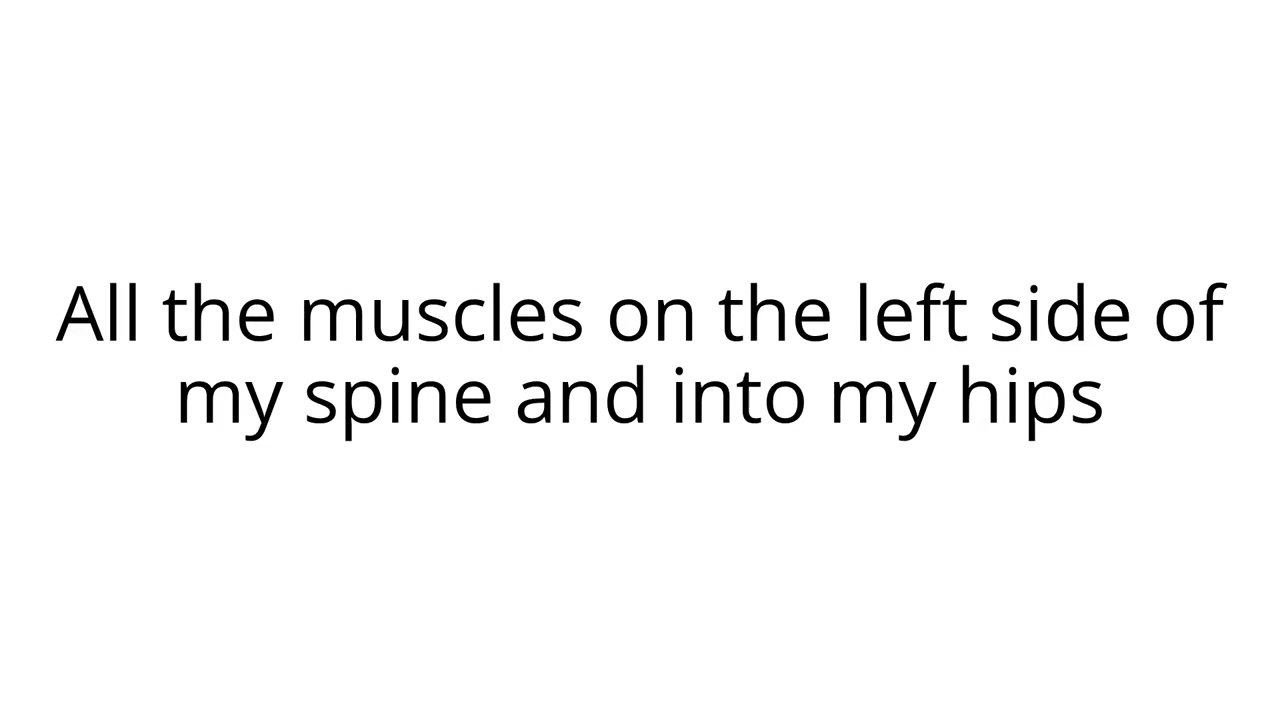 All the muscles on the left side of
my spine and into my hips